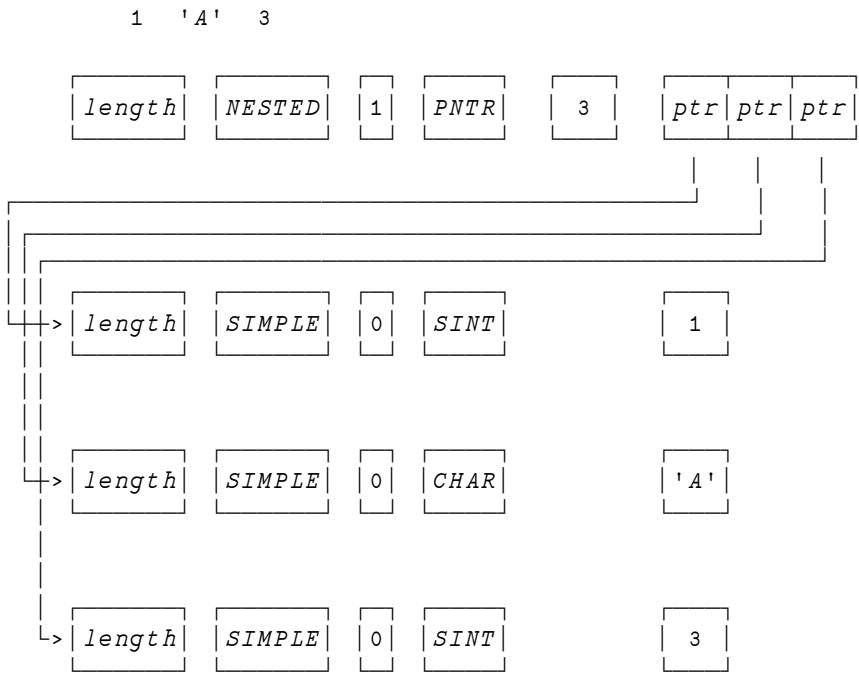 1 'A' 3
length NESTED 1 PNTR 3 ptr ptr ptr
length SIMPLE 0 SINT 1
length SIMPLE 0 CHAR 'A'
length SIMPLE 0 SINT 3